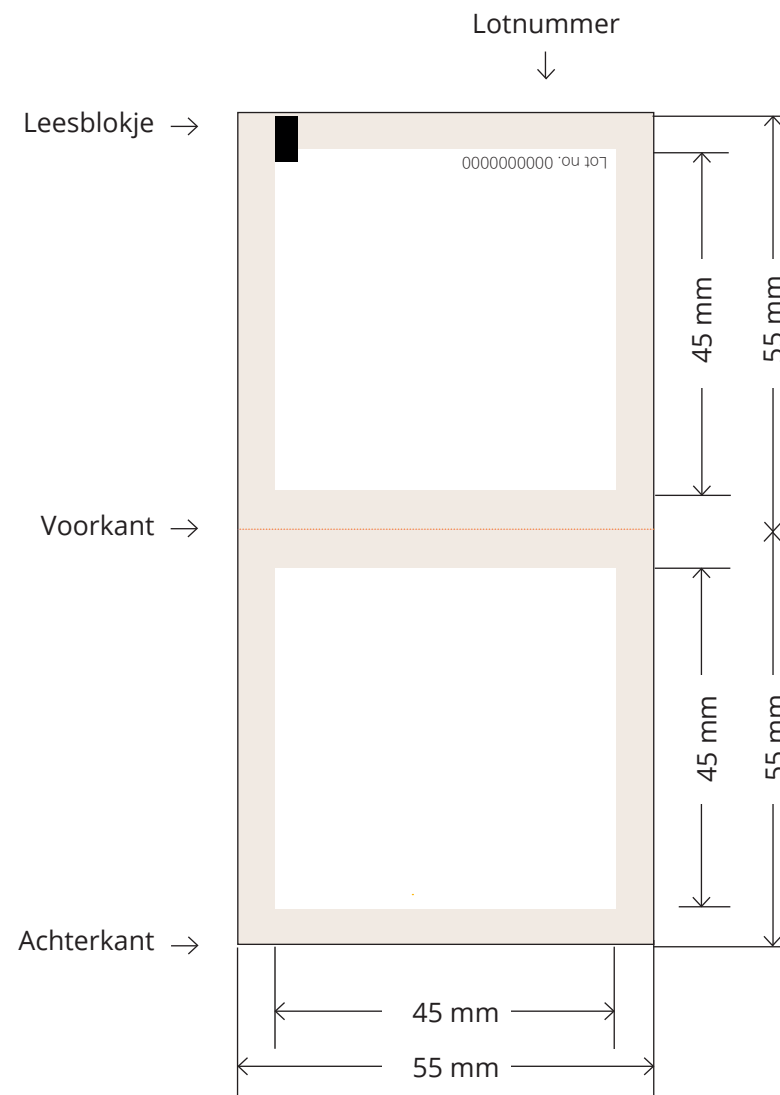 Lotnummer
Leesblokje
Lot no. 0000000000
45 mm
55 mm
Voorkant
45 mm
55 mm
Achterkant
45 mm
55 mm